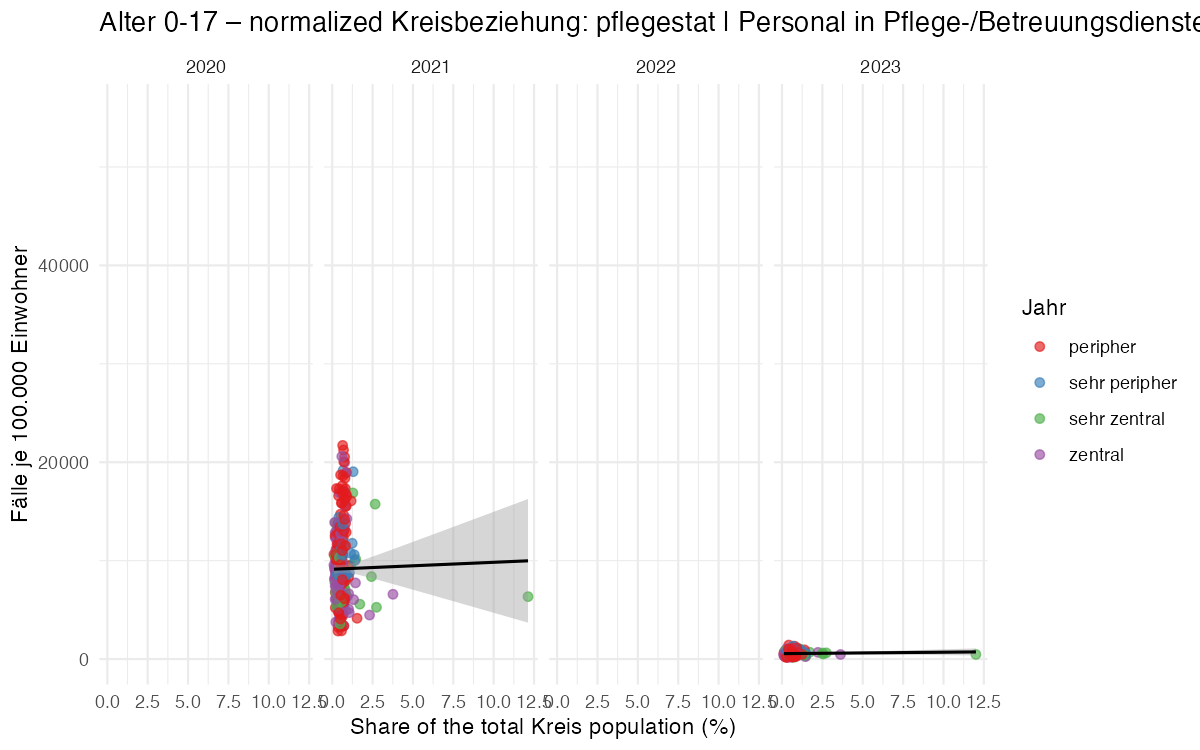 Alter 0-17 – normalized Kreisbeziehung: pflegestat | Personal in Pflege-/Betreuungsdienste
2020 2021 2022 2023
Fälle je 100.000 Einwohner
40000
20000
0
0.0 2.5 5.0 7.5 10.0 12.5 0.0 2.5 5.0 7.5 10.0 12.5 0.0 2.5 5.0 7.5 10.0 12.5 0.0 2.5 5.0 7.5 10.0 12.5
Share of the total Kreis population (%)
Jahr
peripher
sehr peripher
sehr zentral
zentral